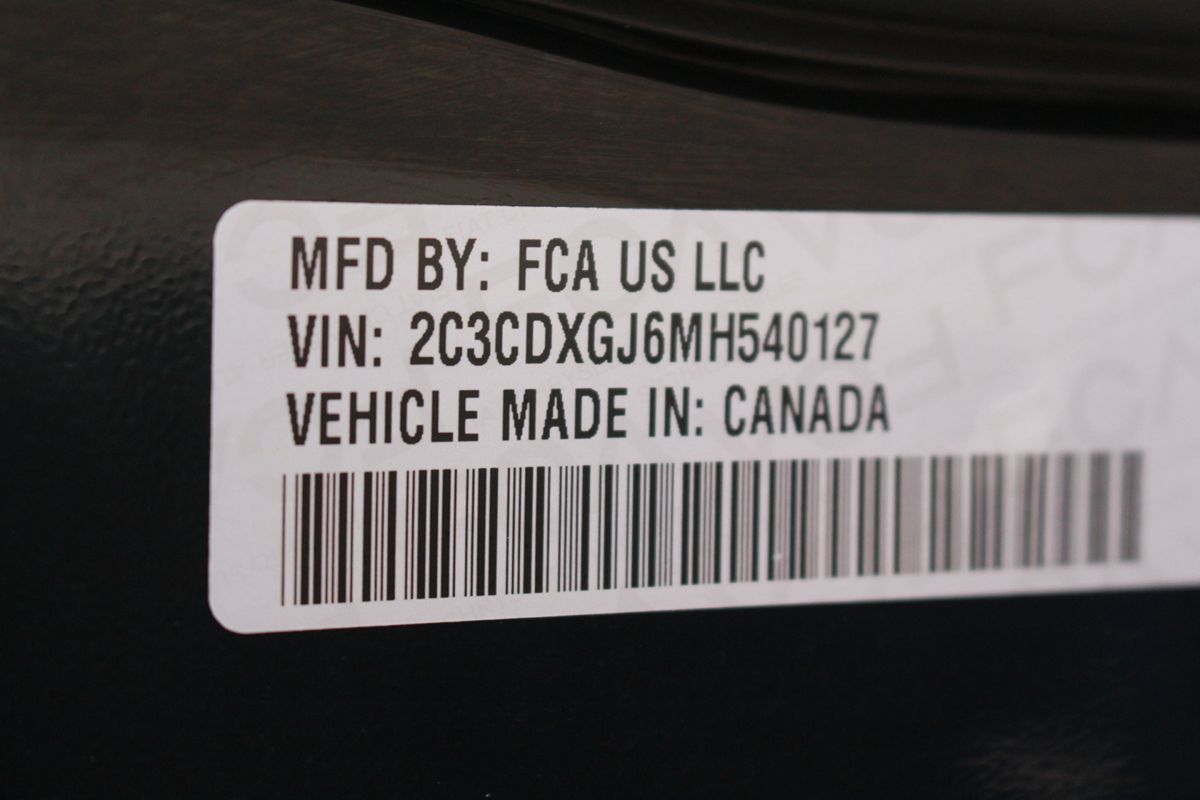 MFD BY: FCA US LLC
VIN: 2C3CDXGJ6MH540127
VEHICLE MADE IN: CANADA